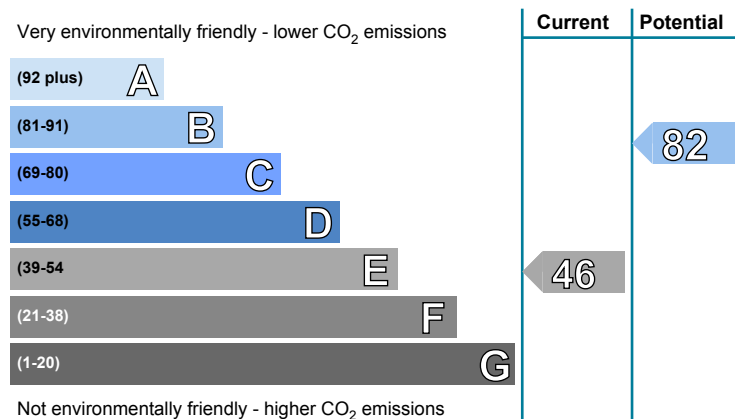 Very environmentally friendly - lower CO2 emissions
Current
Potential
(92 plus) A
(81-91) B
(69-80) C
(55-68) D
(39-54 E
(21-38) F
(1-20) G
82
46
Not environmentally friendly - higher CO2 emissions